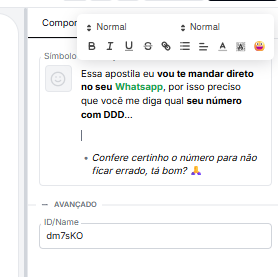 Compor
Normal
Normal
B I U S
Símbolo
Essa apostila eu vou te mandar direto
no seu Whatsapp, por isso preciso
que você me diga qual seu número
com DDD...
• Confere certinho o número para não
ficar errado, tá bom? 🙏
AVANÇADO
ID/Name
dm7sKO